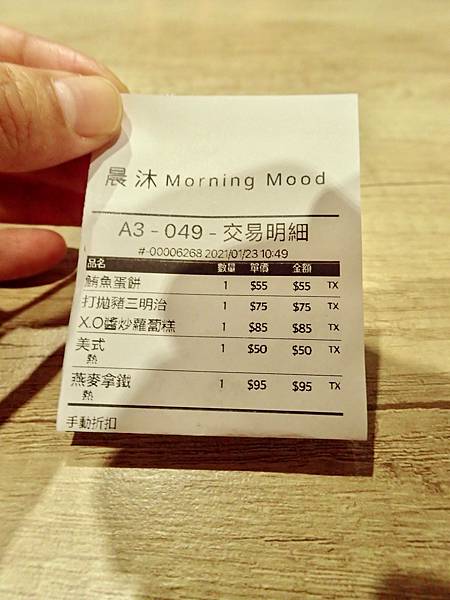 晨沐 Morning Mood
A3 - 049 - 交易明細
#-00006268 2021/01/23 10:49
品名 數量 單價 金額
鮪魚蛋餅 1 $55 $55 TX
打拋豬三明治 1 $75 $75 TX
X.O醬炒蘿蔔糕 1 $85 $85 TX
美式 1 $50 $50 TX
熱
燕麥拿鐵 1 $95 $95 TX
熱
手動折扣